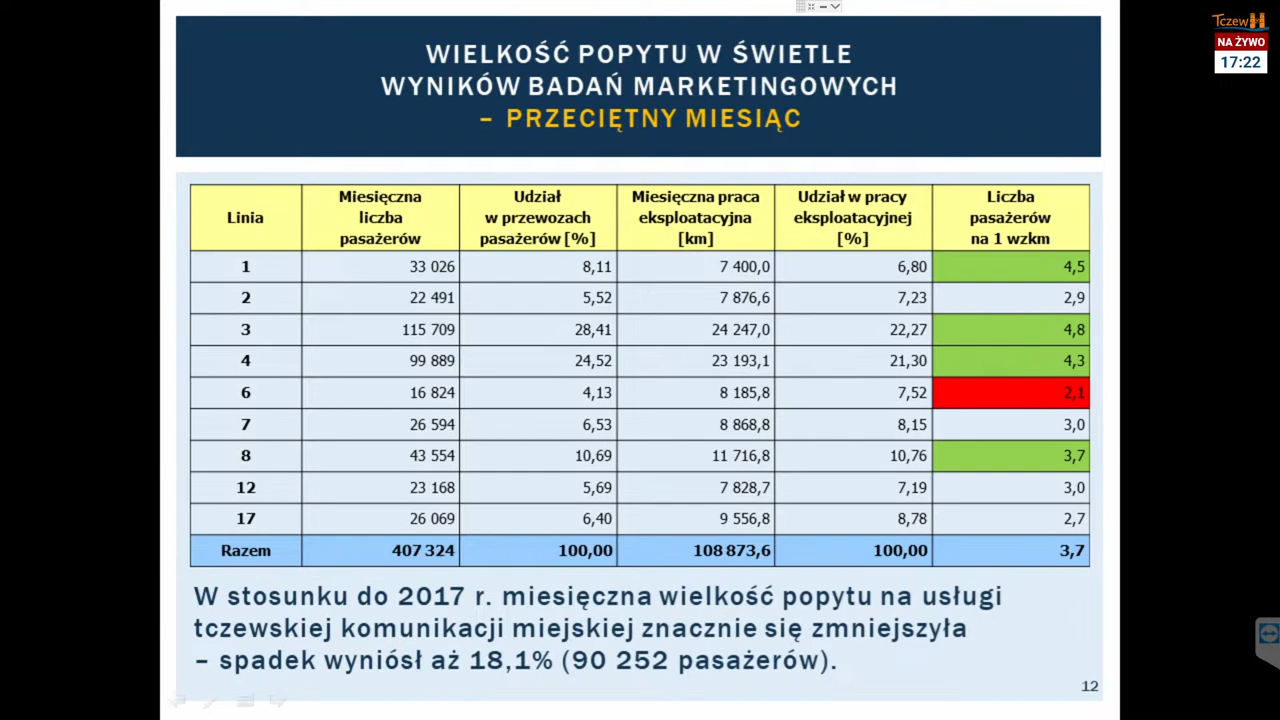 Tczew
NA ŻYWO
17:22
WIELKOŚĆ POPYTU W ŚWIETLE
WYNIKÓW BADAŃ MARKETINGOWYCH
– PRZECIĘTNY MIESIĄC
Linia Miesięczna liczba pasażerów Udział w przewozach pasażerów [%] Miesięczna praca eksploatacyjna [km] Udział w pracy eksploatacyjnej [%] Liczba pasażerów na 1 wzkm
1 33 026 8,11 7 400,0 6,80 4,5
2 22 491 5,52 7 876,6 7,23 2,9
3 115 709 28,41 24 247,0 22,27 4,8
4 99 889 24,52 23 193,1 21,30 4,3
6 16 824 4,13 8 185,8 7,52 2,1
7 26 594 6,53 8 868,8 8,15 3,0
8 43 554 10,69 11 716,8 10,76 3,7
12 23 168 5,69 7 828,7 7,19 3,0
17 26 069 6,40 9 556,8 8,78 2,7
Razem 407 324 100,00 108 873,6 100,00 3,7
W stosunku do 2017 r. miesięczna wielkość popytu na usługi
tczewskiej komunikacji miejskiej znacznie się zmniejszyła
– spadek wyniósł aż 18,1% (90 252 pasażerów).
12